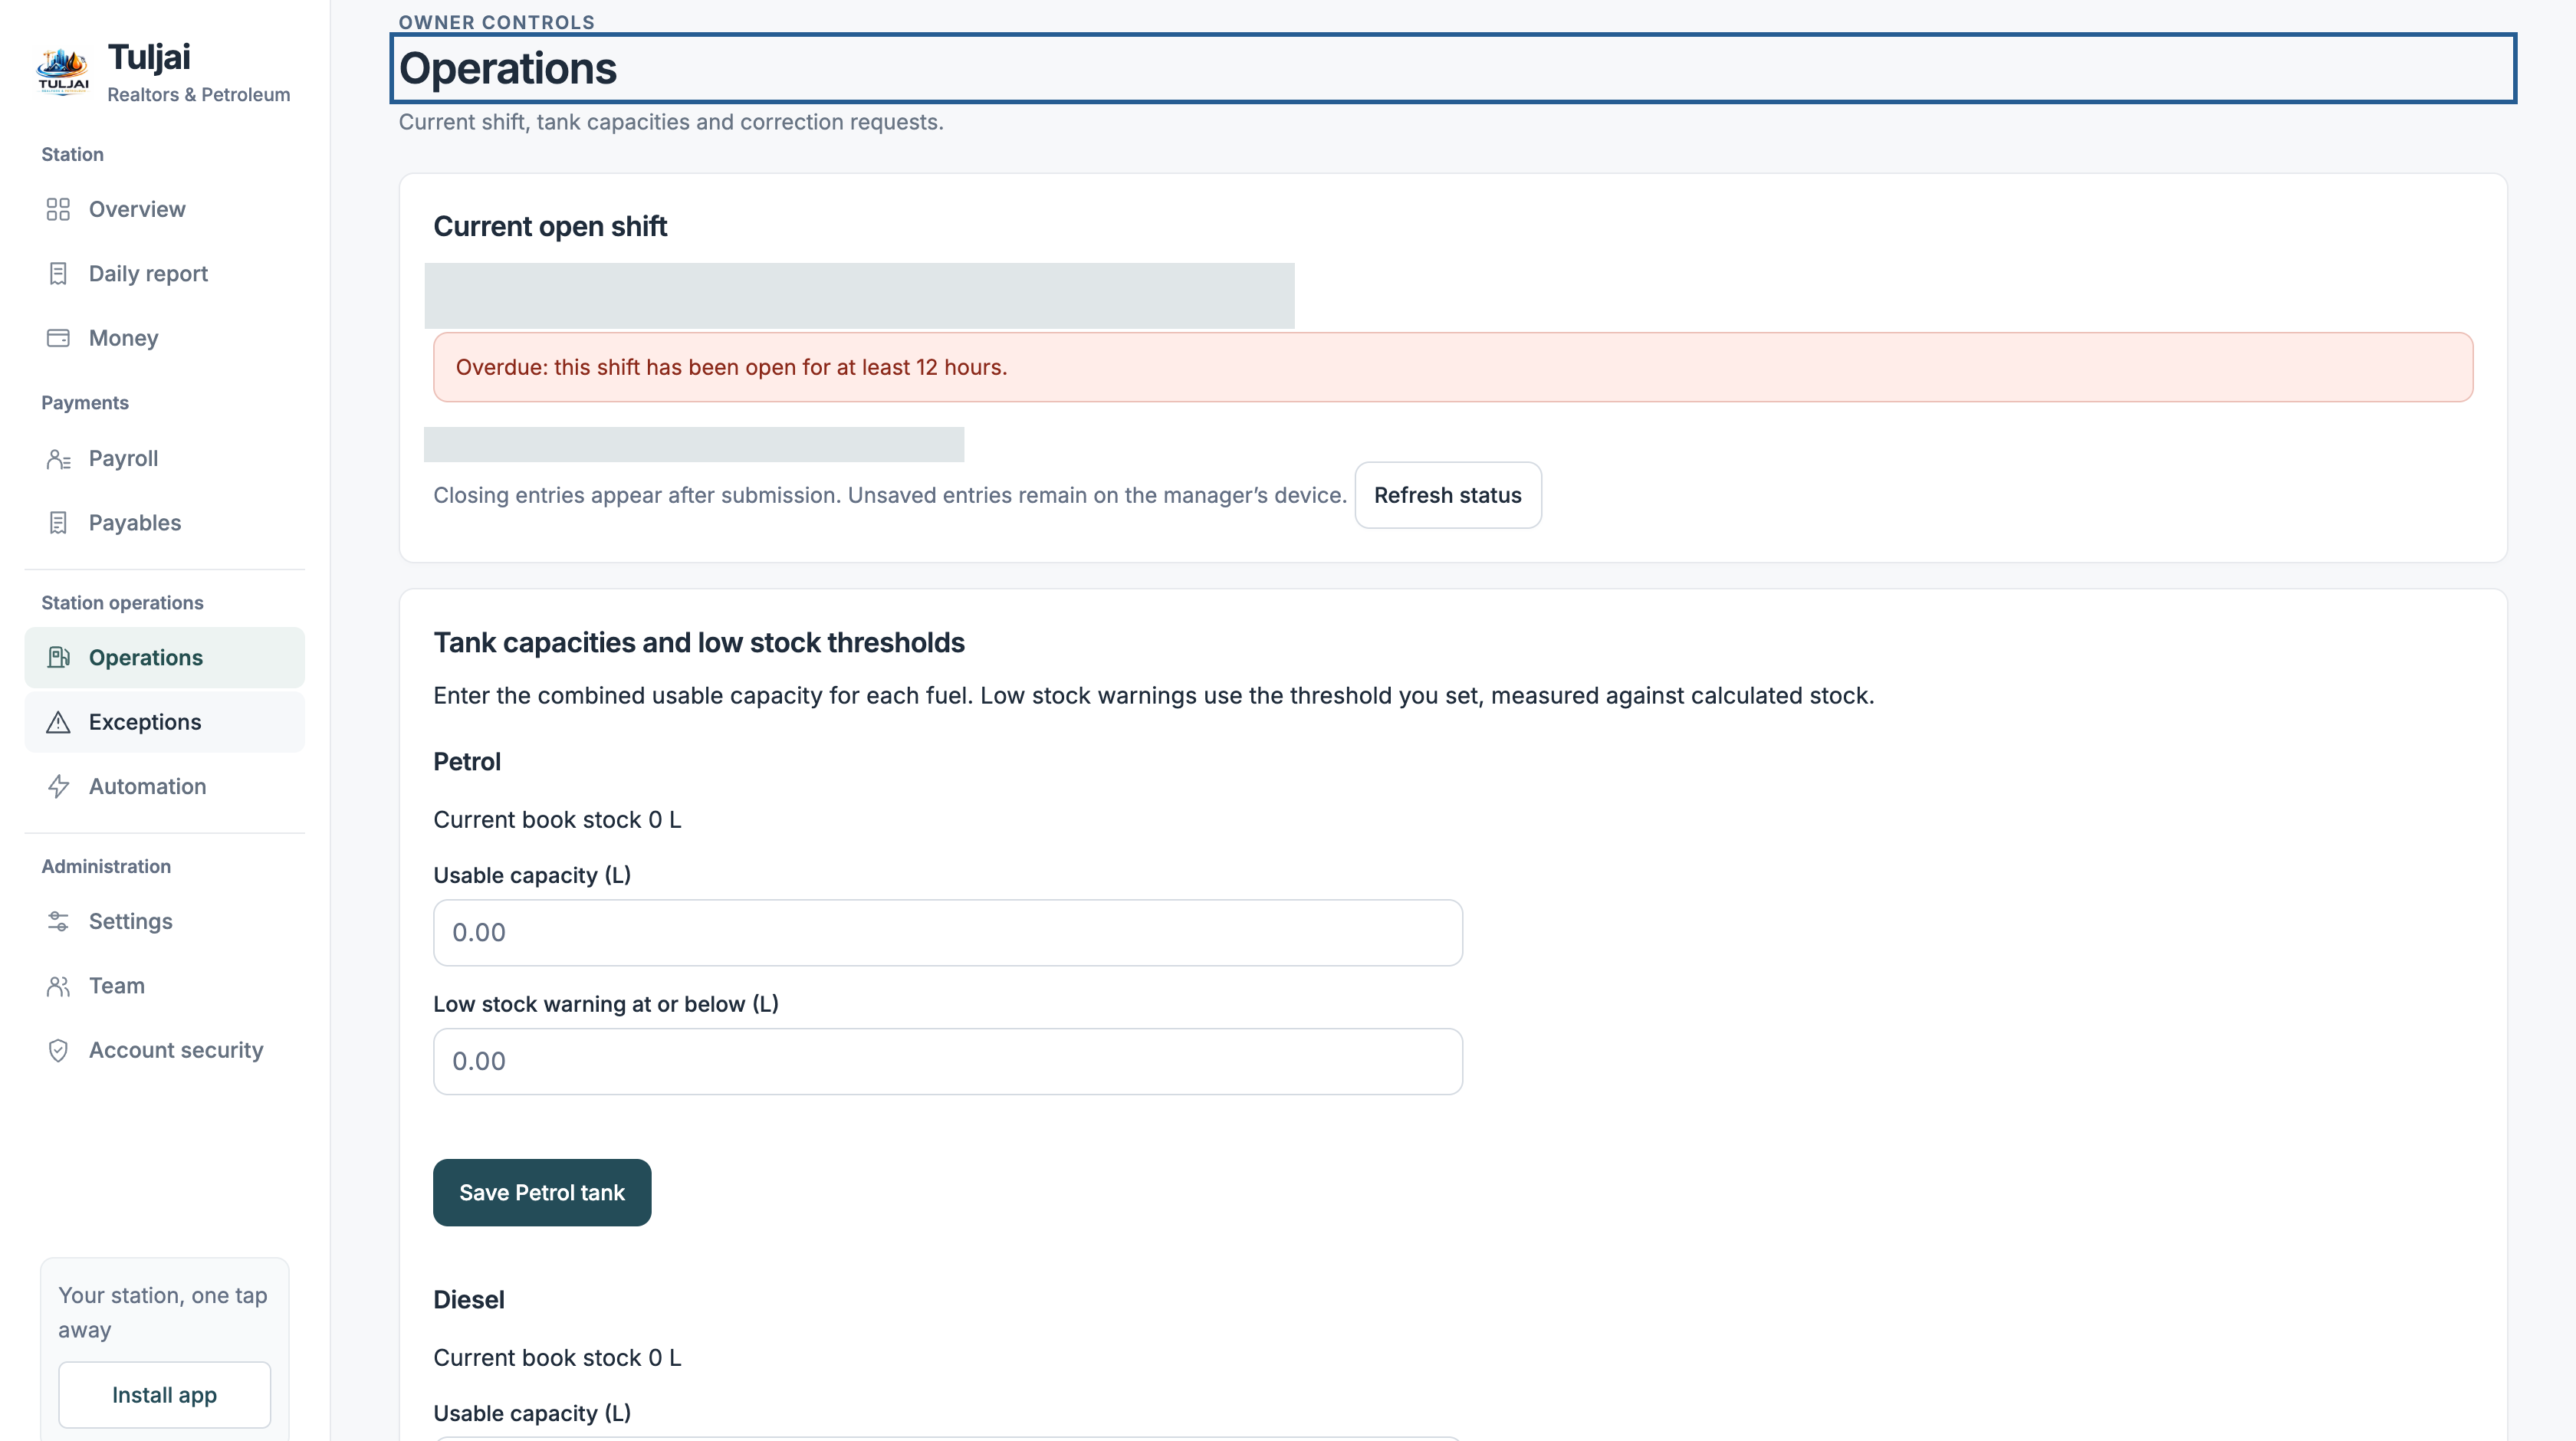 Tuljai
TULJAI
Realtors & Petroleum
Station
Overview
Daily report
Money
Payments
Payroll
Payables
Station operations
Operations
Exceptions
Automation
Administration
Settings
Team
Account security
Your station, one tap
away
Install app
OWNER CONTROLS
Operations
Current shift, tank capacities and correction requests.
Current open shift
Overdue: this shift has been open for at least 12 hours.
Closing entries appear after submission. Unsaved entries remain on the manager’s device. Refresh status
Tank capacities and low stock thresholds
Enter the combined usable capacity for each fuel. Low stock warnings use the threshold you set, measured against calculated stock.
Petrol
Current book stock 0 L
Usable capacity (L)
0.00
Low stock warning at or below (L)
0.00
Save Petrol tank
Diesel
Current book stock 0 L
Usable capacity (L)